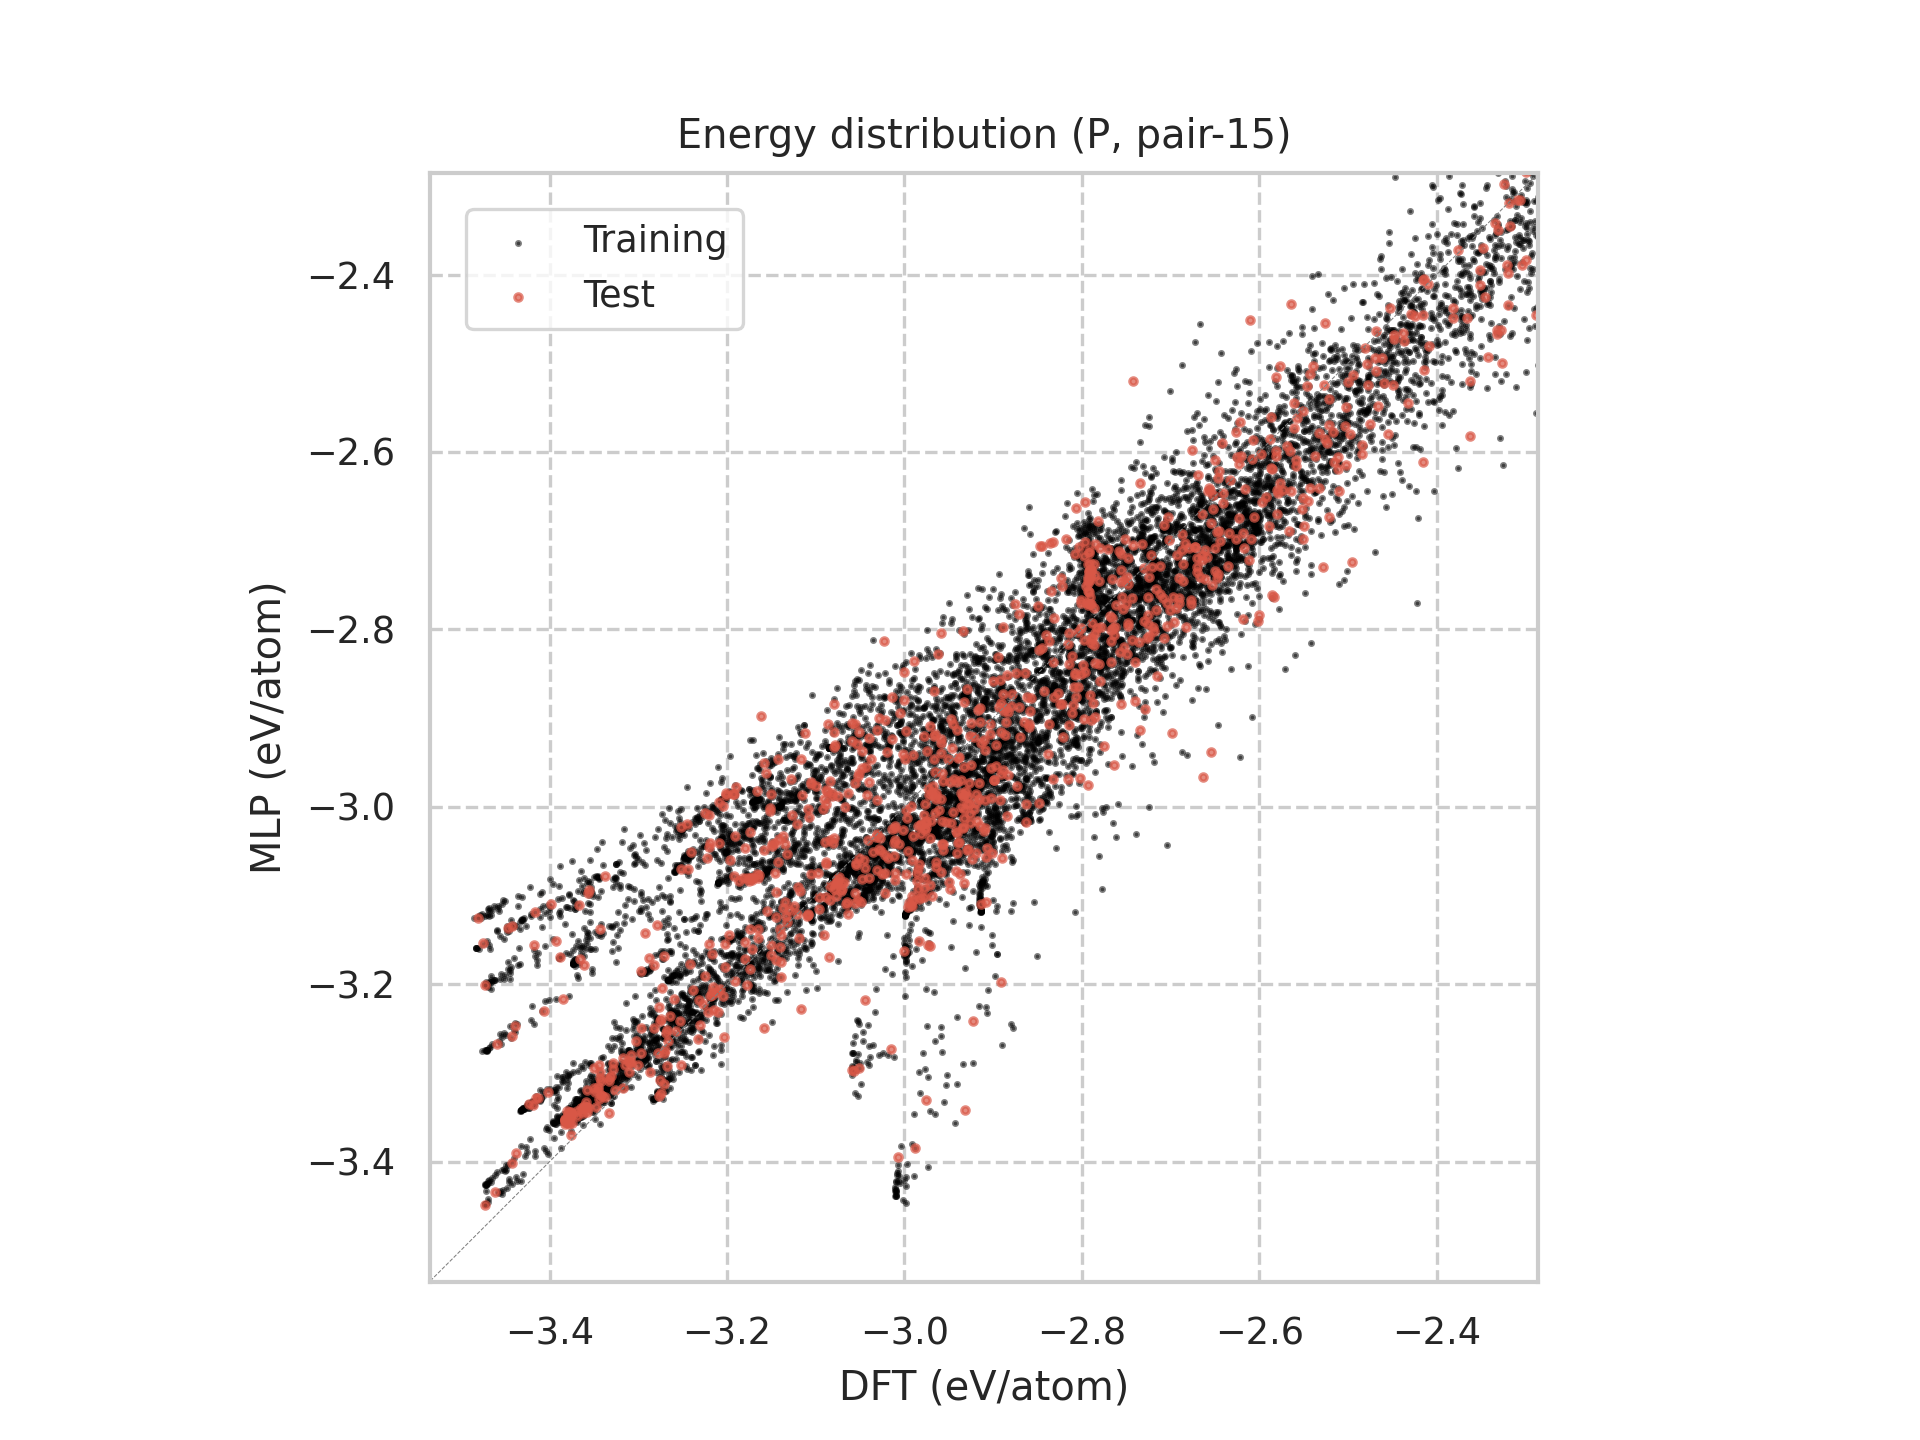 Energy distribution (P, pair-15)
Training
Test
MLP (eV/atom)
−2.4
−2.6
−2.8
−3.0
−3.2
−3.4
−3.4
−3.2
−3.0
−2.8
−2.6
−2.4
DFT (eV/atom)